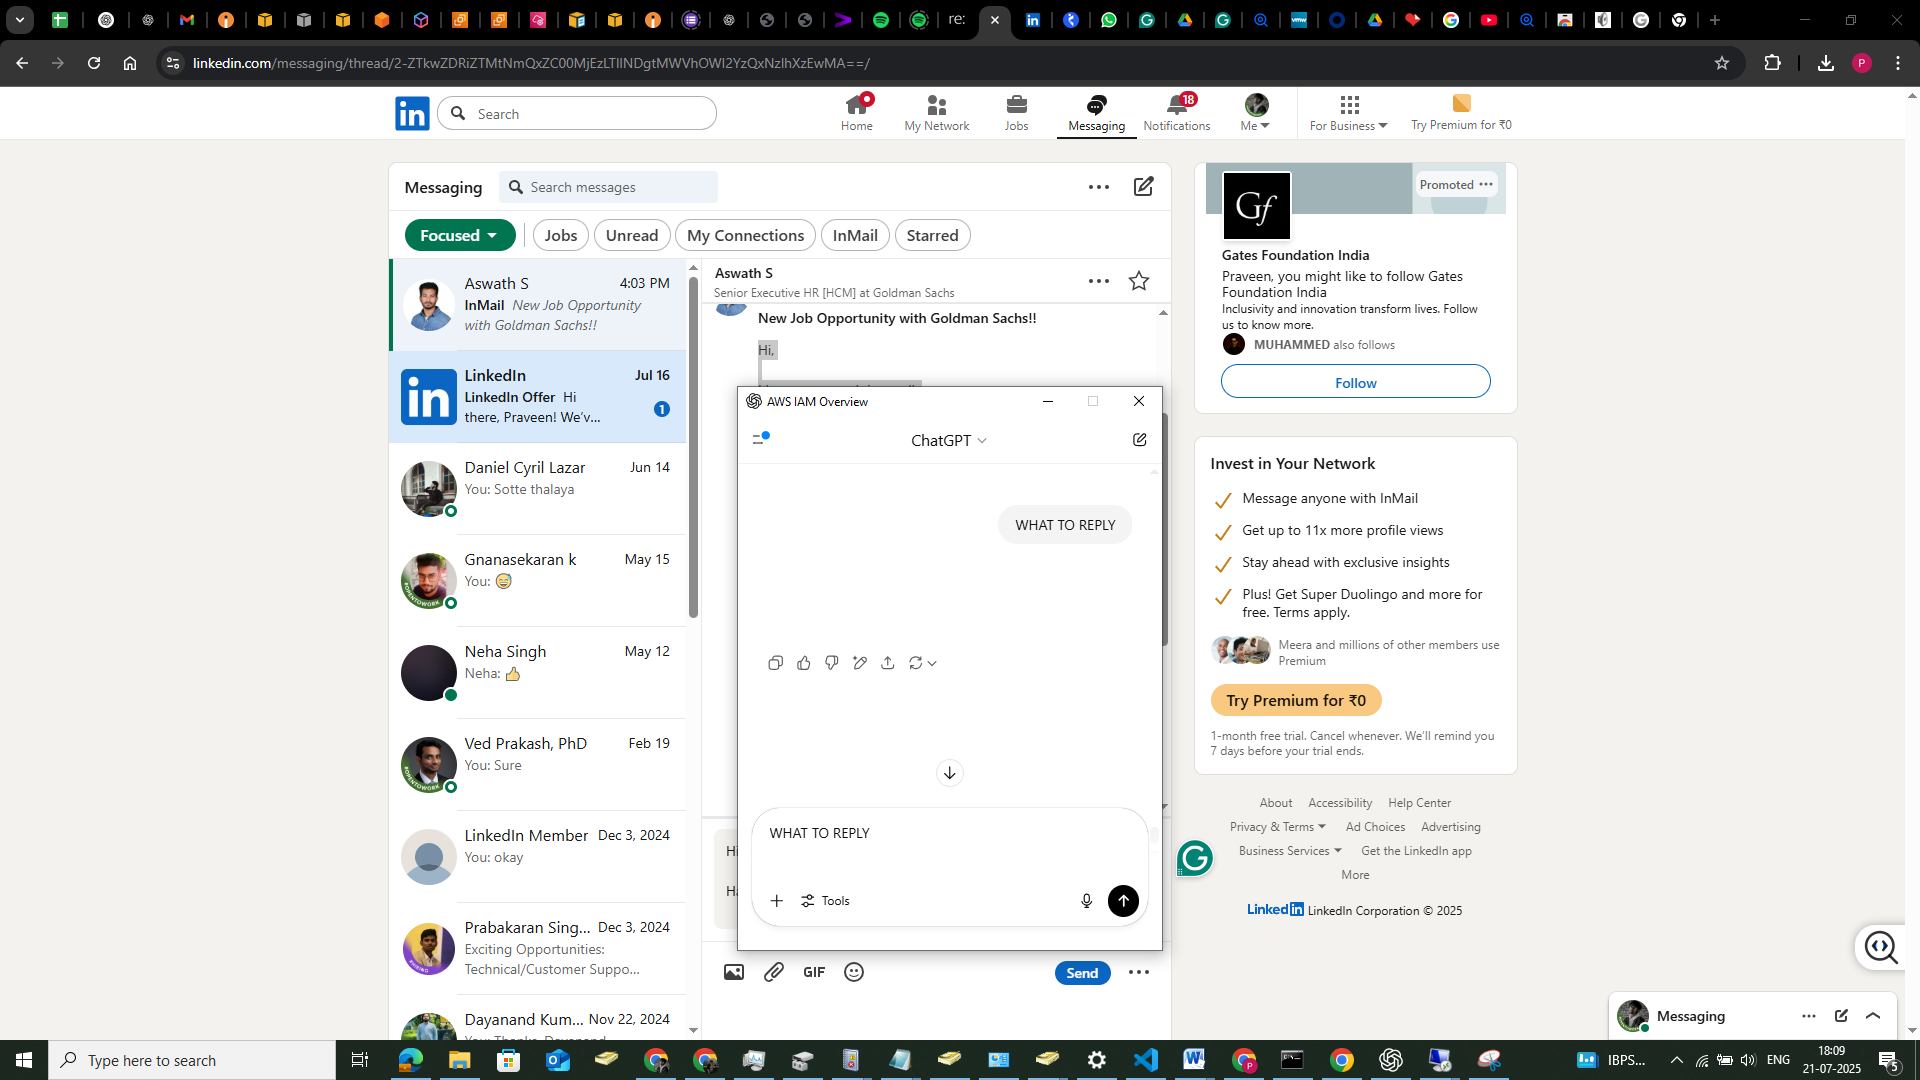 re:
linkedin.com/messaging/thread/2-ZTkwZDRiZTMtNmQxZC00MjEzLTllNDgtMWVhOWI2YzQxNzlhXzEwMA==/
P
in
Search
Home
My Network
Jobs
Messaging
18
Notifications
Me
For Business
Try Premium for ₹0
Messaging
Search messages
Focused
Jobs
Unread
My Connections
InMail
Starred
Aswath S
4:03 PM
InMail New Job Opportunity
with Goldman Sachs!!
LinkedIn
Jul 16
LinkedIn Offer Hi
there, Praveen! We'v...
1
Daniel Cyril Lazar
Jun 14
You: Sotte thalaya
Gnanasekaran k
May 15
You: 😅
Neha Singh
May 12
Neha: 👍
Ved Prakash, PhD
Feb 19
You: Sure
LinkedIn Member
Dec 3, 2024
You: okay
Prabakaran Sing...
Dec 3, 2024
Exciting Opportunities:
Technical/Customer Suppo...
Dayanand Kum...
Nov 22, 2024
Aswath S
Senior Executive HR [HCM] at Goldman Sachs
New Job Opportunity with Goldman Sachs!!
Hi,
AWS IAM Overview
ChatGPT
WHAT TO REPLY
WHAT TO REPLY
Tools
GIF
Send
Gf
Promoted
Gates Foundation India
Praveen, you might like to follow Gates
Foundation India
Inclusivity and innovation transform lives. Follow
us to know more.
MUHAMMED also follows
Follow
Invest in Your Network
Message anyone with InMail
Get up to 11x more profile views
Stay ahead with exclusive insights
Plus! Get Super Duolingo and more for
free. Terms apply.
Meera and millions of other members use
Premium
Try Premium for ₹0
1-month free trial. Cancel whenever. We'll remind you
7 days before your trial ends.
About
Accessibility
Help Center
Privacy & Terms
Ad Choices
Advertising
Business Services
Get the LinkedIn app
More
LinkedIn LinkedIn Corporation © 2025
Messaging
Type here to search
IBPS...
ENG
18:09
21-07-2025
5